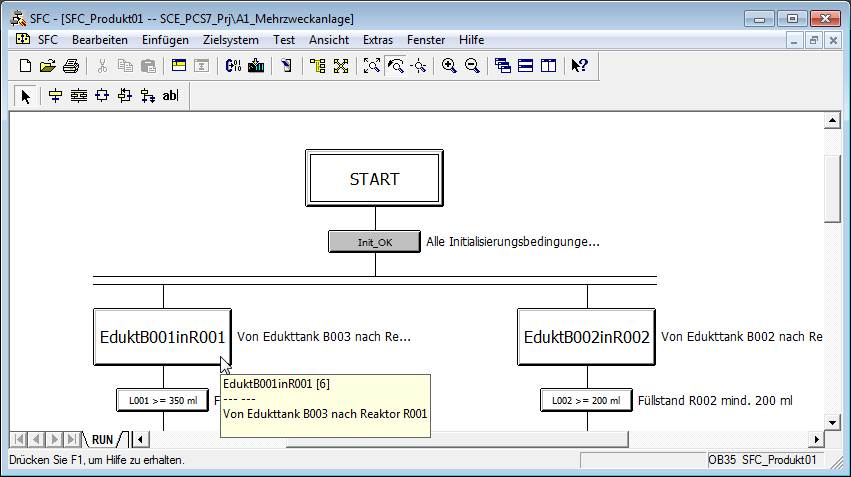 SFC - [SFC_Produkt01 -- SCE_PCS7_Prj\A1_Mehrzweckanlage]
SFC Bearbeiten Einfügen Zielsystem Test Ansicht Extras Fenster Hilfe
ab
START
Init_OK Alle Initialisierungsbedingunge...
EduktB001inR001 Von Edukttank B003 nach Re... EduktB002inR002 Von Edukttank B002 nach Re
L001 >= 350 ml F L002 >= 200 ml Füllstand R002 mind. 200 ml
EduktB001inR001 [6]
--- ---
Von Edukttank B003 nach Reaktor R001
RUN
Drücken Sie F1, um Hilfe zu erhalten. OB35 SFC_Produkt01